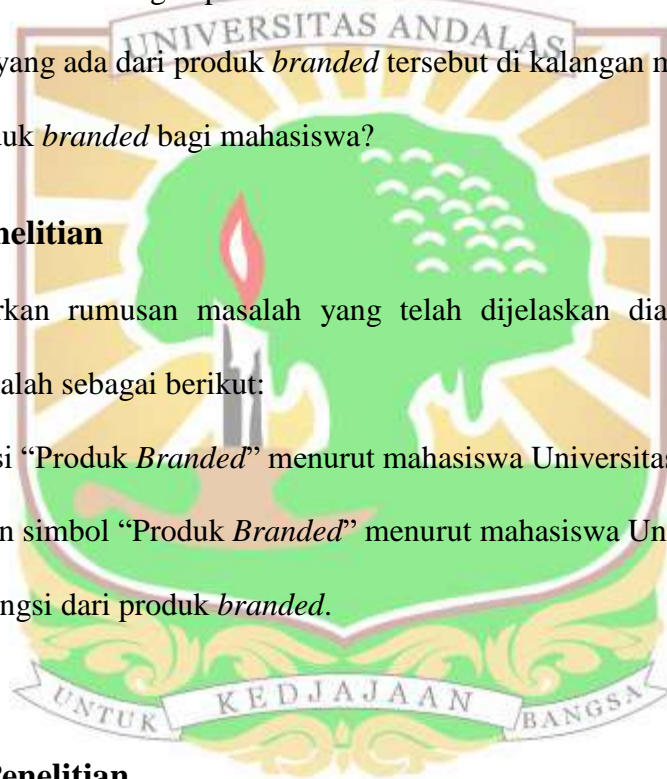 UNIVERSITAS ANDALAS
yang ada dari produk branded tersebut di kalangan
duk branded bagi mahasiswa?
nelitian
rkan rumusan masalah yang telah dijelaskan dia
alah sebagai berikut:
si “Produk Branded” menurut mahasiswa Universitas
n simbol “Produk Branded” menurut mahasiswa Un
ngsi dari produk branded.
UNTUK KEDJAJAAN BANGSA
Penelitian